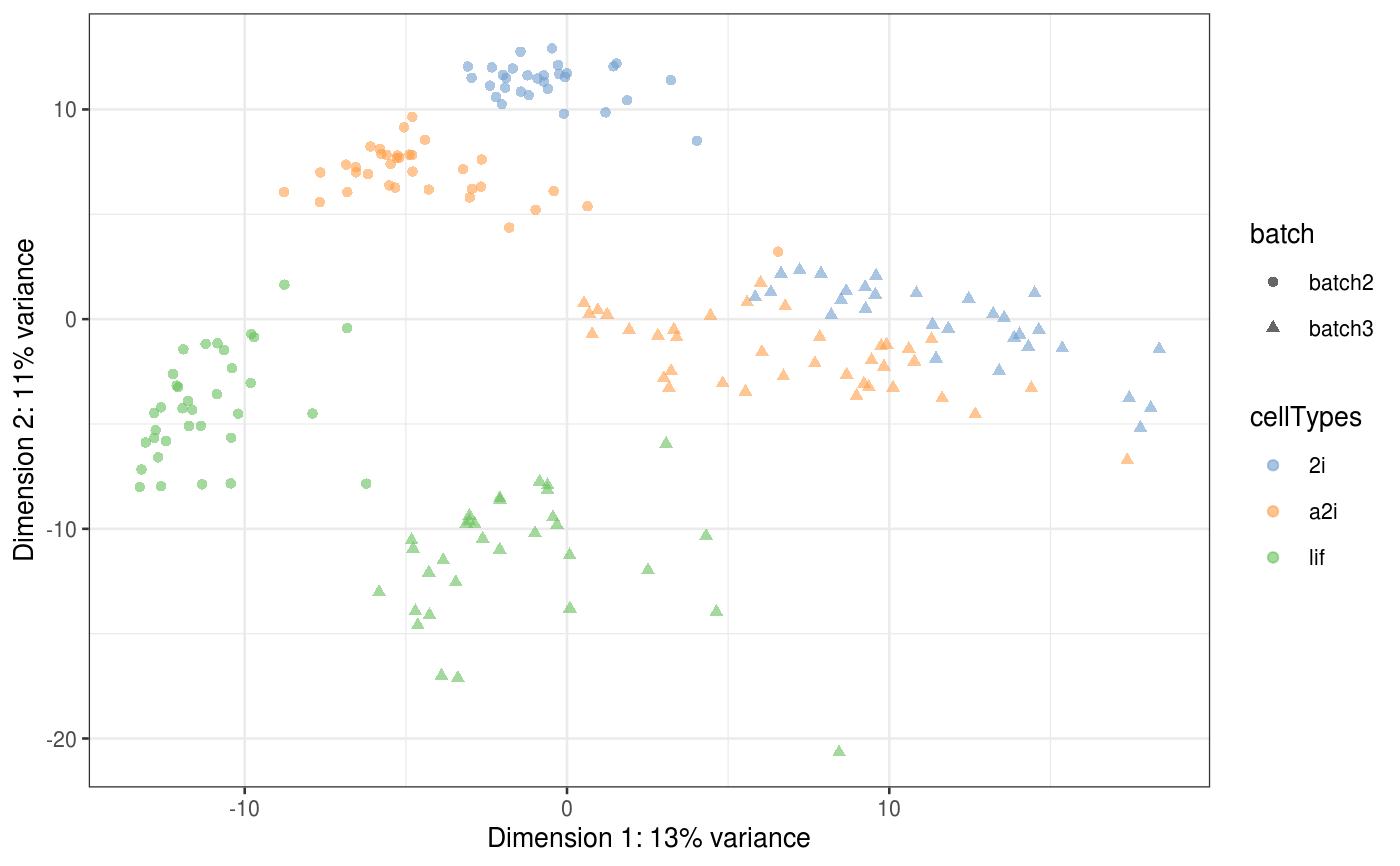 10
0
-10
-20
-10
0
10
Dimension 1: 13% variance
Dimension 2: 11% variance
batch
batch2
batch3
cellTypes
2i
a2i
lif